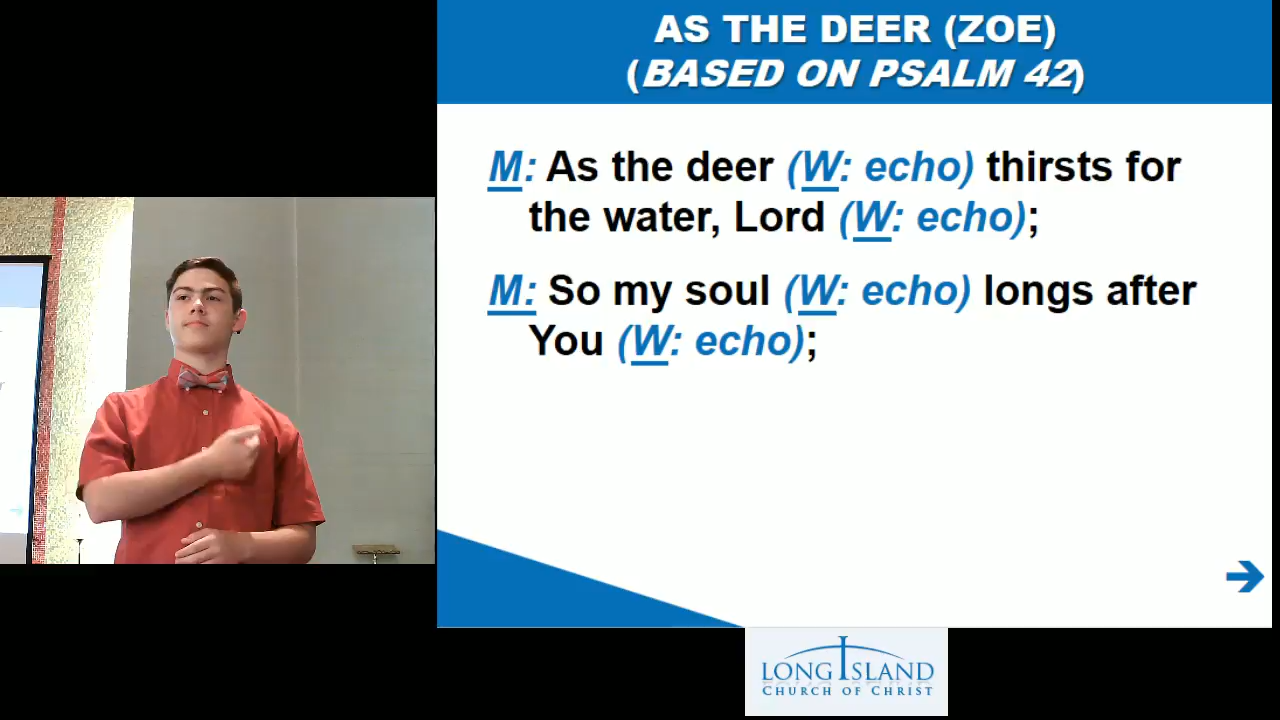 AS THE DEER (ZOE)
(BASED ON PSALM 42)
M: As the deer (W: echo) thirsts for
the water, Lord (W: echo);
M: So my soul (W: echo) longs after
You (W: echo);
LONG ISLAND
CHURCH OF CHRIST